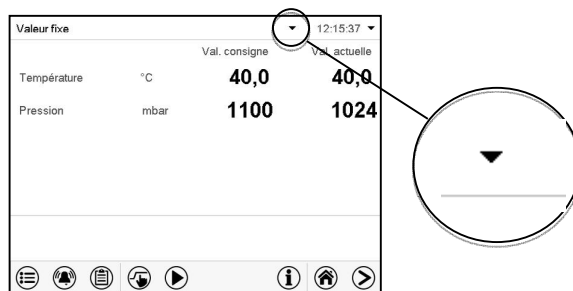 Valeur fixe 12:15:37
Val. consigne Val. actuelle
Température °C 40,0 40,0
Pression mbar 1100 1024